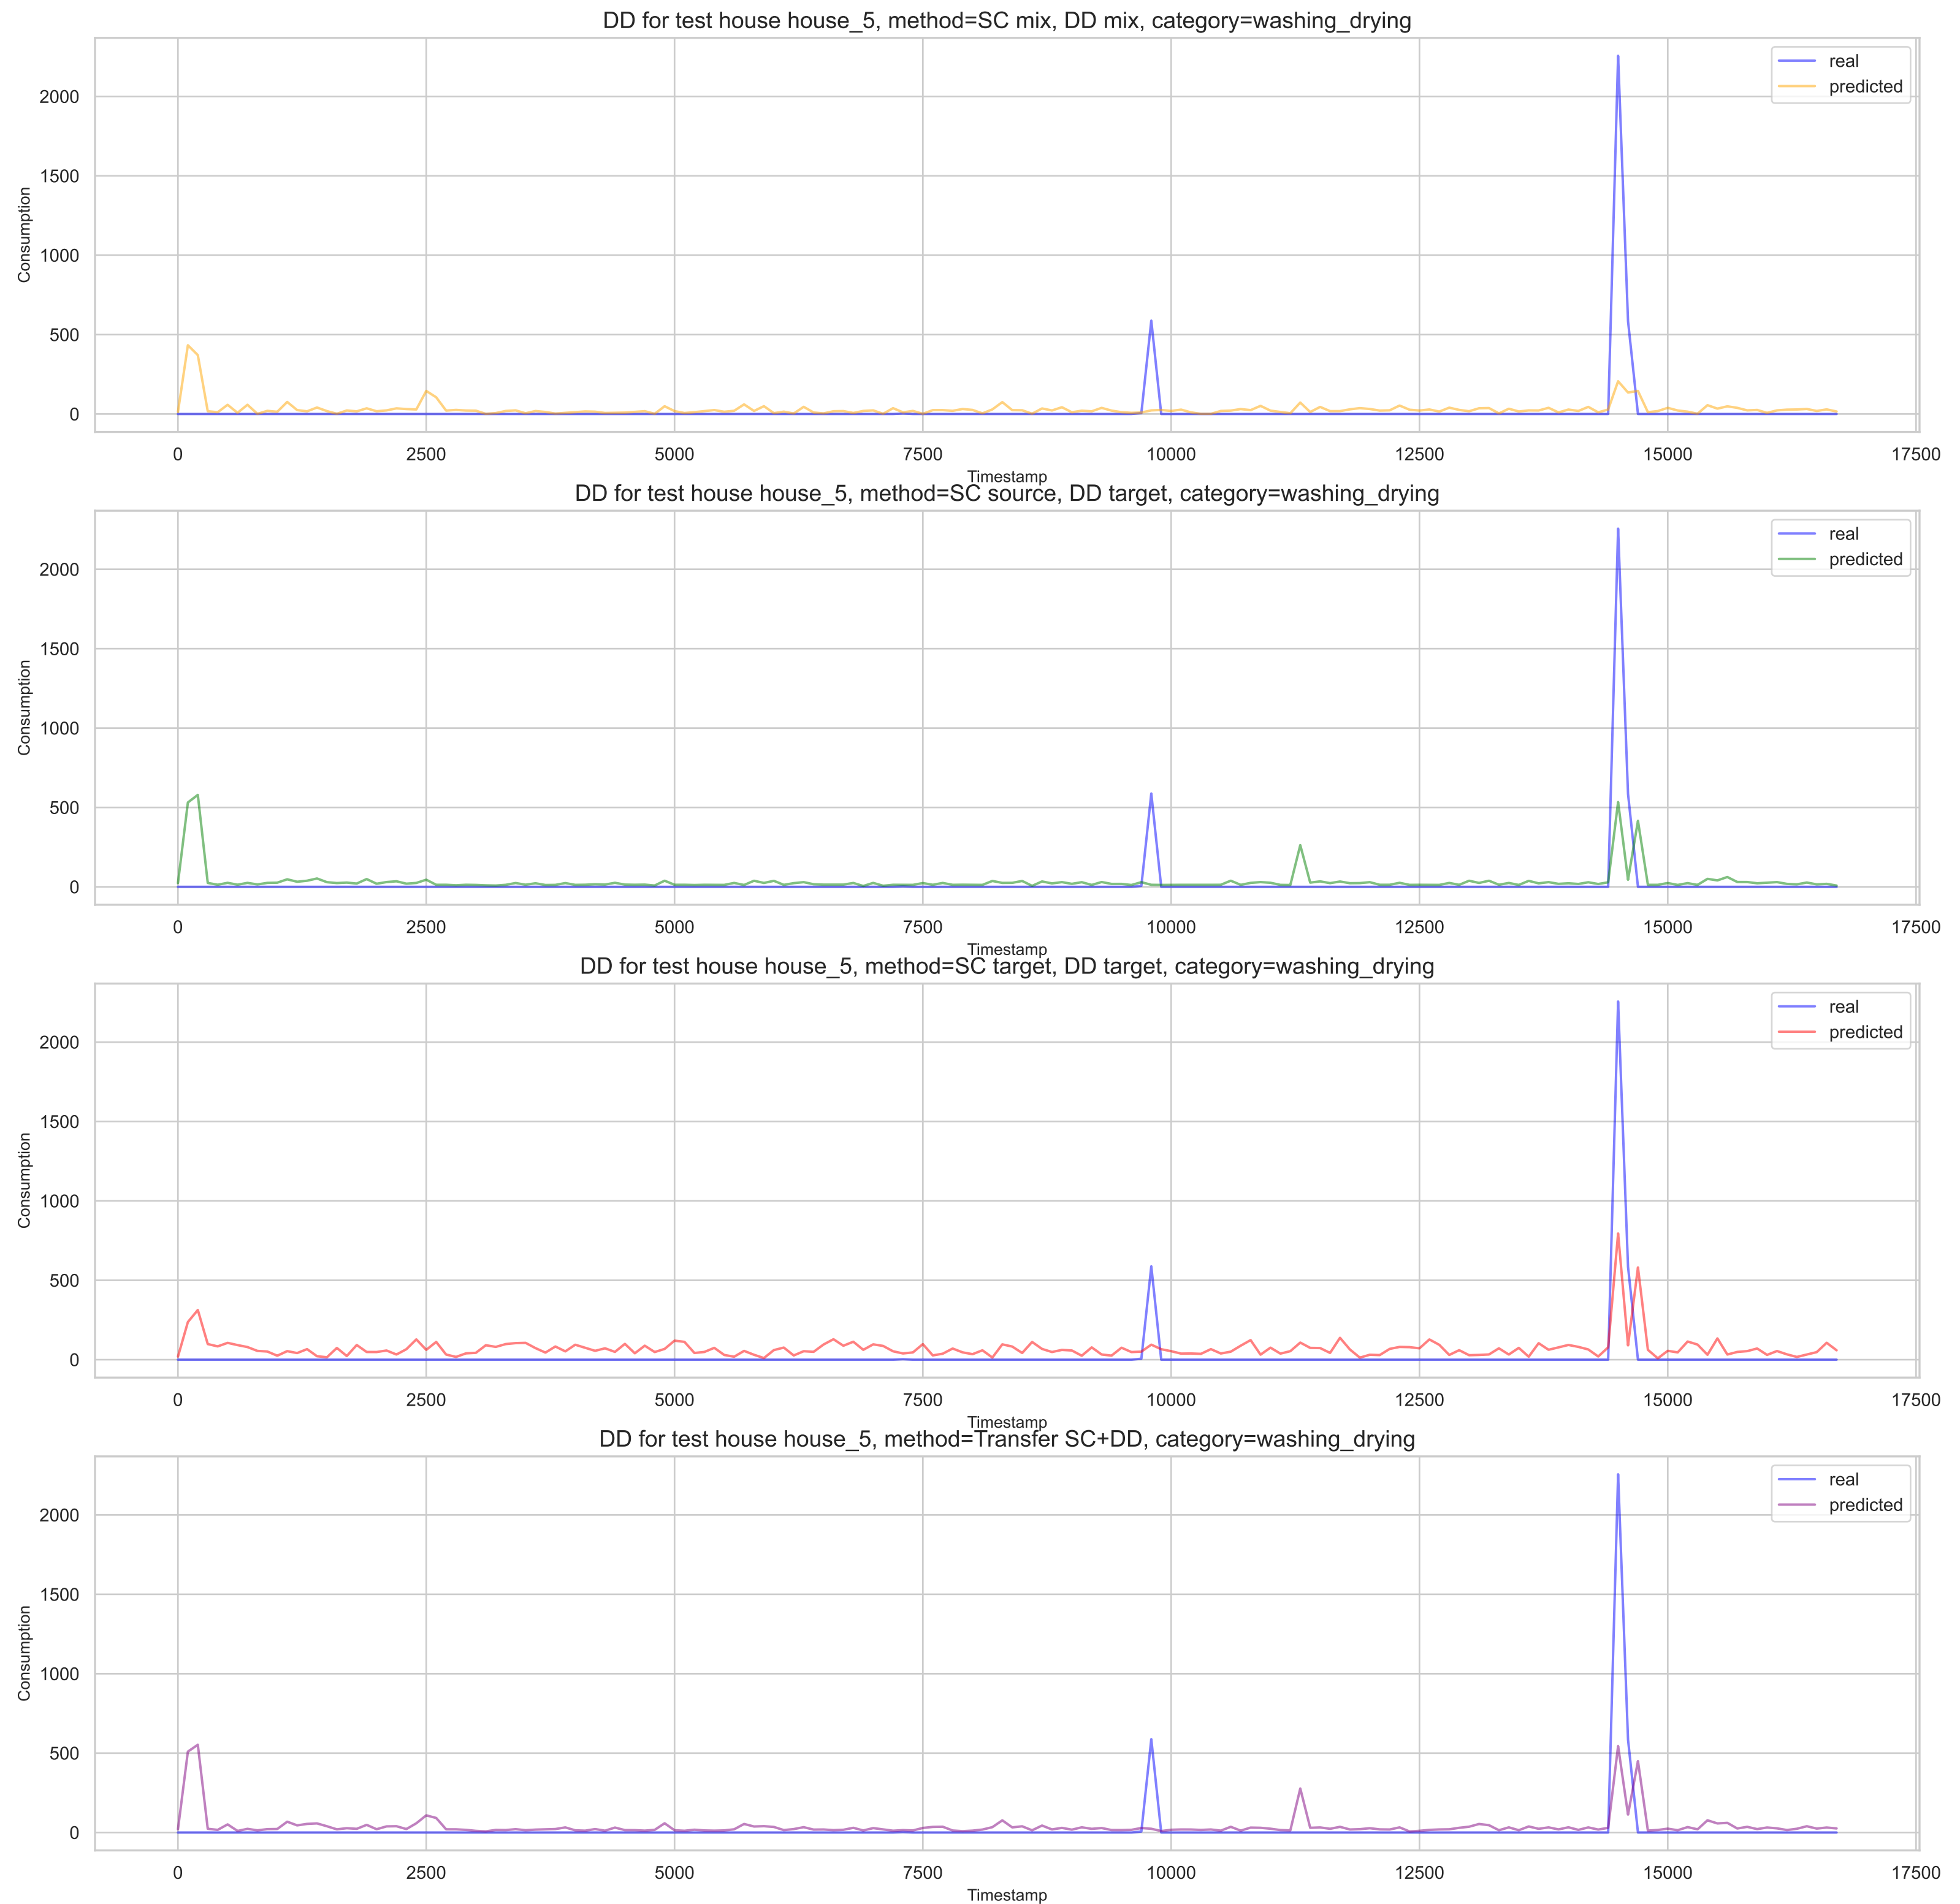 DD for test house house_5, method=SC mix, DD mix, category=washing_drying
real
predicted
2000
1500
1000
500
0
Consumption
0 2500 5000 7500 10000 12500 15000 17500
Timestamp
DD for test house house_5, method=SC source, DD target, category=washing_drying
real
predicted
2000
1500
1000
500
0
Consumption
0 2500 5000 7500 10000 12500 15000 17500
Timestamp
DD for test house house_5, method=SC target, DD target, category=washing_drying
real
predicted
2000
1500
1000
500
0
Consumption
0 2500 5000 7500 10000 12500 15000 17500
Timestamp
DD for test house house_5, method=Transfer SC+DD, category=washing_drying
real
predicted
2000
1500
1000
500
0
Consumption
0 2500 5000 7500 10000 12500 15000 17500
Timestamp